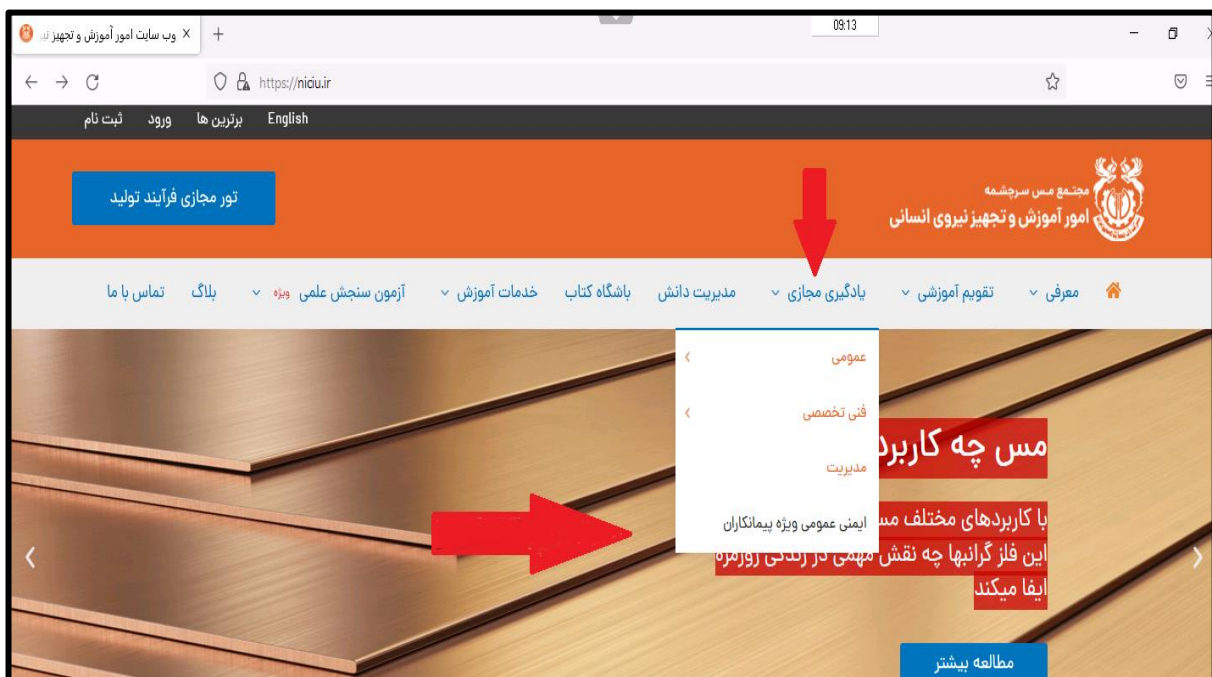 وب سایت امور آموزش و تجهیز نیـ
09:13
https://niciu.ir
English برترین ها ورود ثبت نام
مجتمع مس سرچشمه
امور آموزش و تجهیز نیروی انسانی
تور مجازی فرآیند تولید
معرفی تقویم آموزشی یادگیری مجازی مدیریت دانش باشگاه کتاب خدمات آموزش آزمون سنجش علمی ویژه بلاگ تماس با ما
عمومی
فنی تخصصی
مدیریت
ایمنی عمومی ویژه پیمانکاران
مس چه کاربرد
با کاربردهای مختلف مس
این فلز گرانبها چه نقش مهمی در زندگی روزمره
ایفا میکند
مطالعه بیشتر